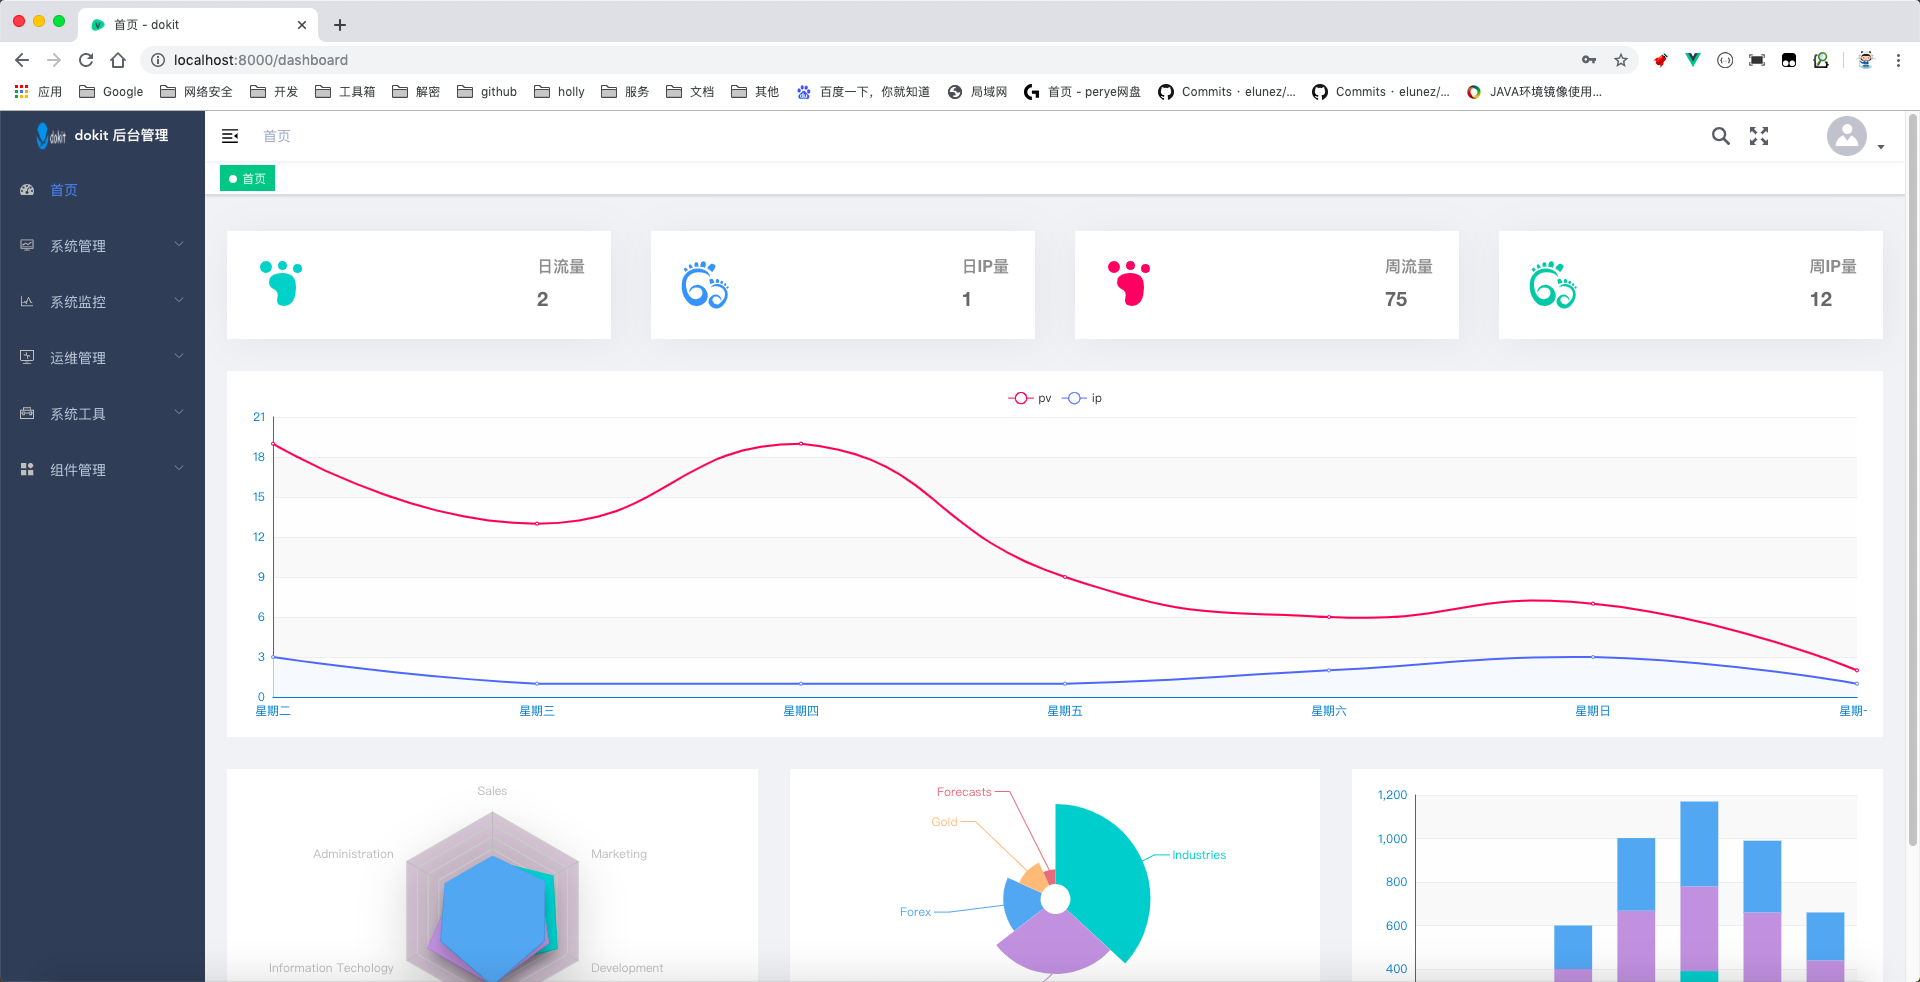 首页 - dokit
localhost:8000/dashboard
应用 Google 网络安全 开发 工具箱 解密 github holly 服务 文档 其他 百度一下，你就知道 局域网 首页 - perye网盘 Commits · elunez/... Commits · elunez/... JAVA环境镜像使用...
dokit dokit 后台管理
首页
首页
首页
系统管理
系统监控
运维管理
系统工具
组件管理
日流量
2
日IP量
1
周流量
75
周IP量
12
pv ip
21
18
15
12
9
6
3
0
星期二 星期三 星期四 星期五 星期六 星期日 星期
Sales
Administration
Marketing
Information Techology
Development
Forecasts
Gold
Industries
Forex
1,200
1,000
800
600
400